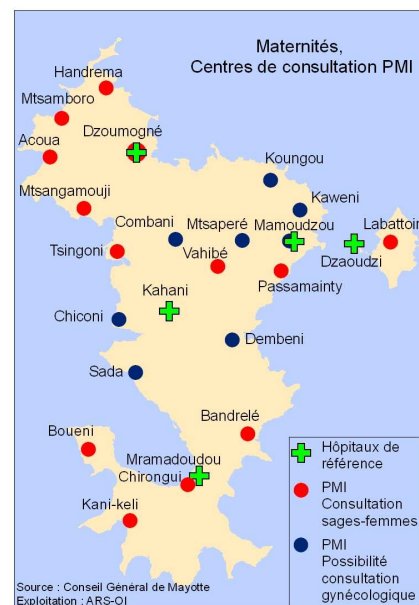 Maternités,
Centres de consultation PMI
Handrema
Mtsamboro
Acoua
Dzoumogné
Koungou
Mtsangamouji
Kaweni
Combani
Mtsaperé
Mamoudzou
Labattoir
Tsingoni
Vahibé
Dzaoudzi
Passamainty
Kahani
Chiconi
Dembeni
Sada
Bandrelé
Boueni
Mramadoudou
Chirongui
Kani-keli
Hôpitaux de
référence
PMI
Consultation
sages-femmes
PMI
Possibilité
consultation
gynécologique
Source : Conseil Général de Mayotte
Exploitation : ARS-OI